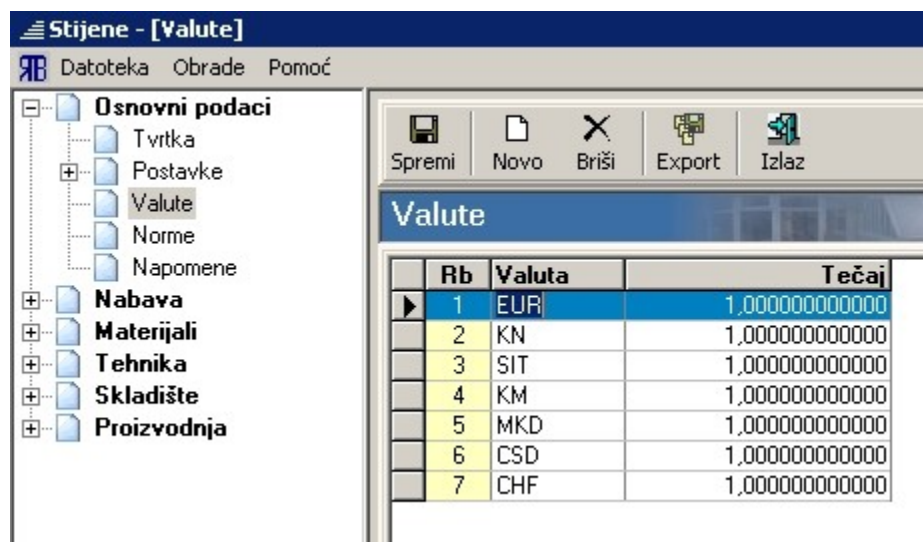 Stijene - [Valute]
Datoteka Obrade Pomoć
Osnovni podaci
Tvrtka
Postavke
Valute
Norme
Napomene
Nabava
Materijali
Tehnika
Skladište
Proizvodnja
Spremi Novo Briši Export Izlaz
Valute
Rb Valuta Tečaj
1 EUR 1,000000000000
2 KN 1,000000000000
3 SIT 1,000000000000
4 KM 1,000000000000
5 MKD 1,000000000000
6 CSD 1,000000000000
7 CHF 1,000000000000